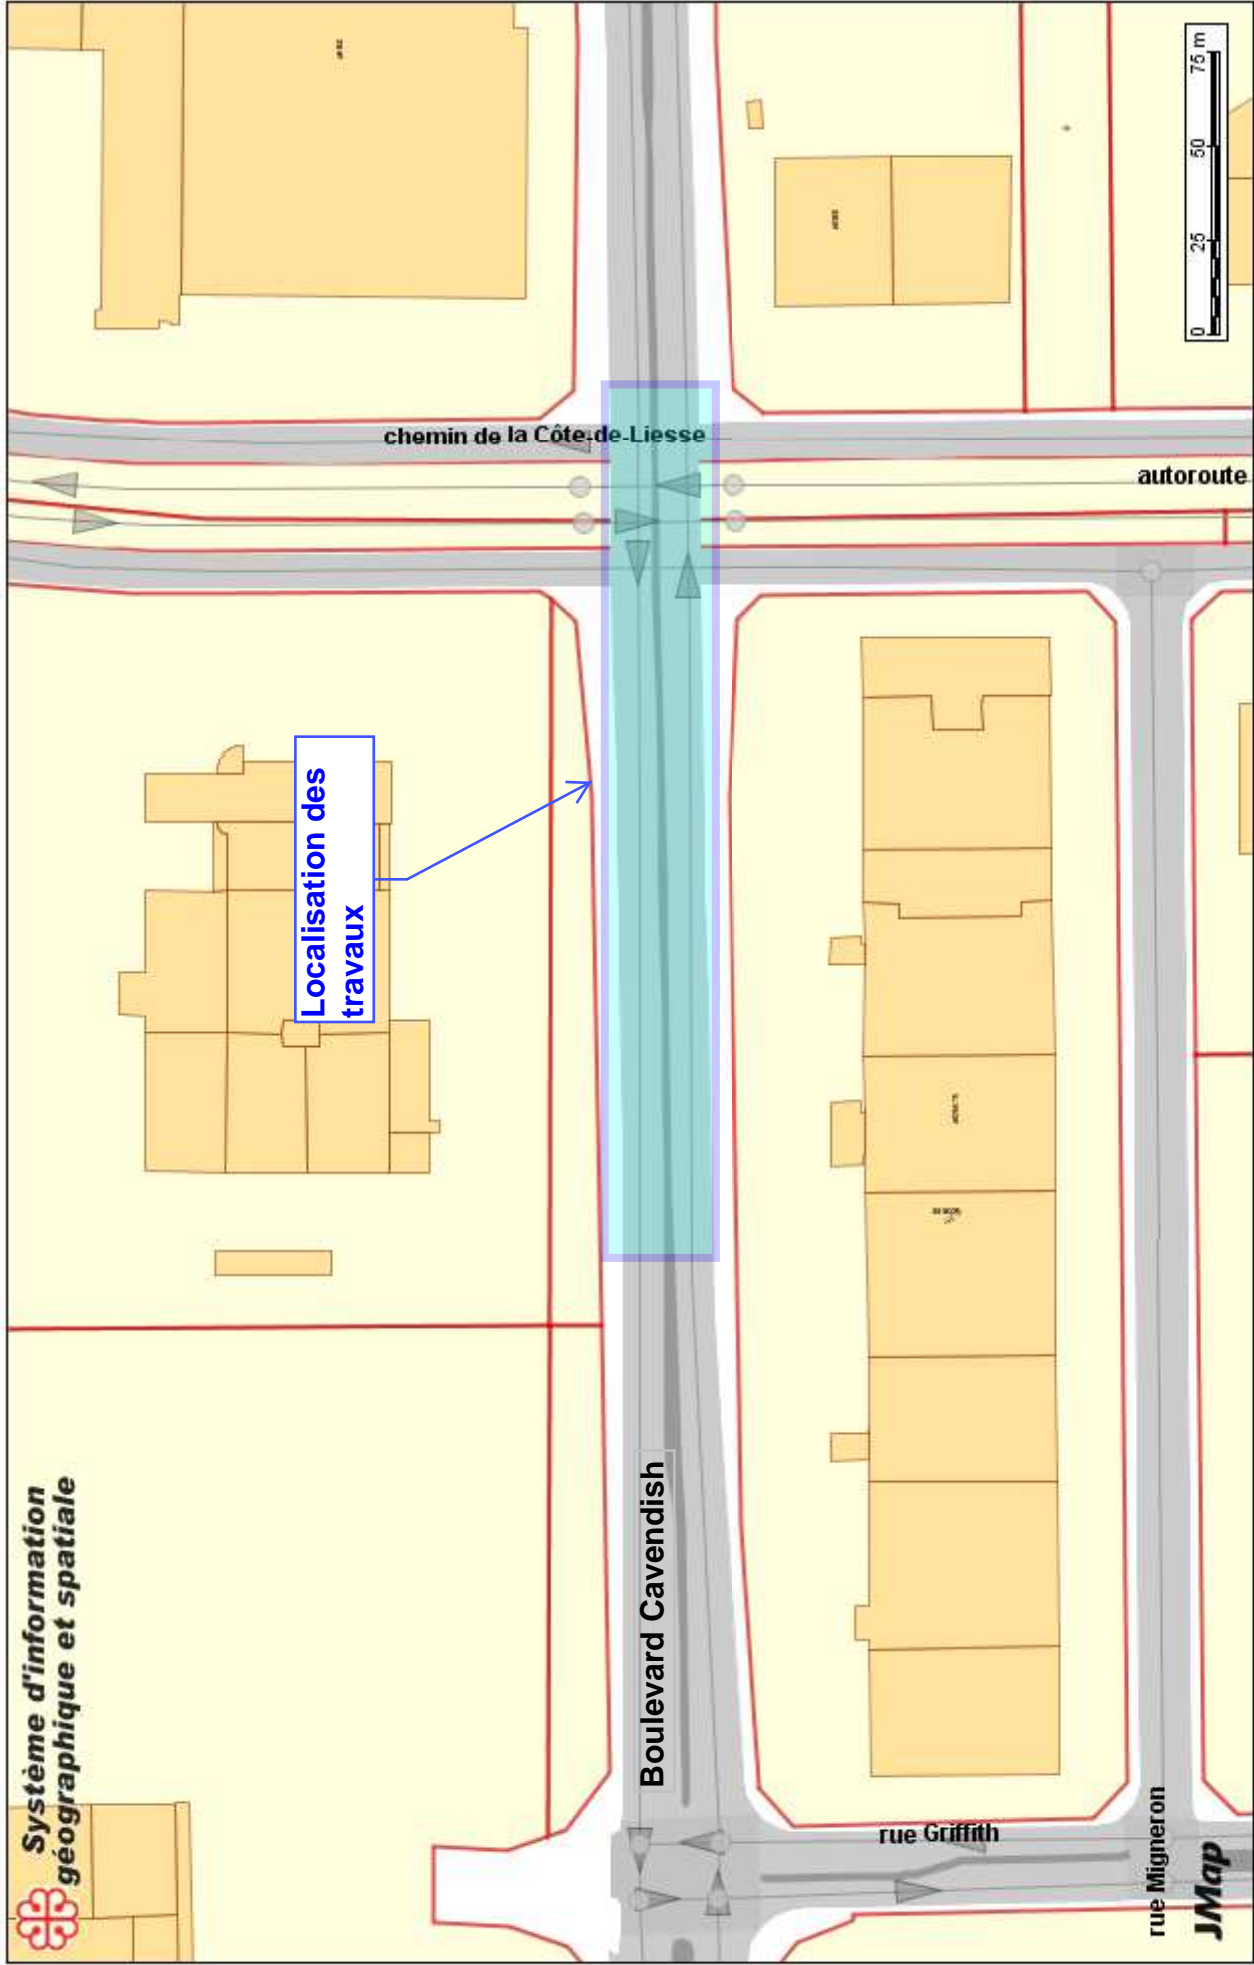 Système d'information
géographique et spatiale
Localisation des
travaux
chemin de la Côte-de-Liesse
autoroute
Boulevard Cavendish
rue Griffith
rue Migneron
0 25 50 75 m
JMap